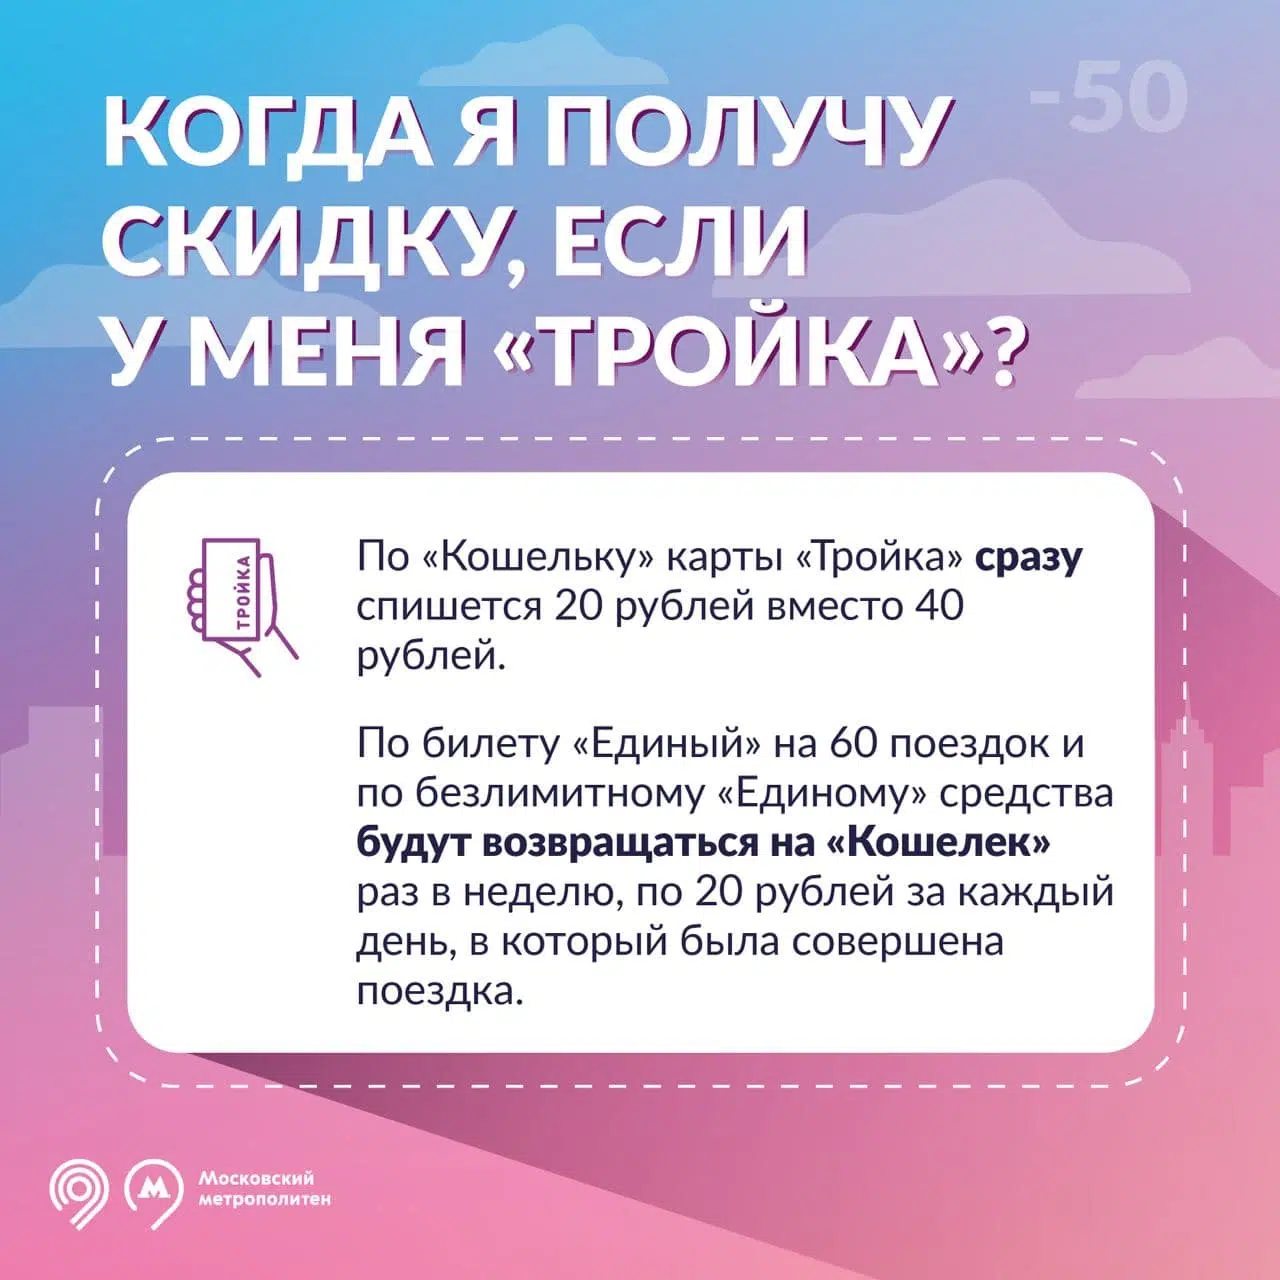 -50
КОГДА Я ПОЛУЧУ
СКИДКУ, ЕСЛИ
У МЕНЯ «ТРОЙКА»?
ТРОЙКА
По «Кошельку» карты «Тройка» сразу
спишется 20 рублей вместо 40
рублей.
По билету «Единый» на 60 поездок и
по безлимитному «Единому» средства
будут возвращаться на «Кошелек»
раз в неделю, по 20 рублей за каждый
день, в который была совершена
поездка.
Московский
метрополитен